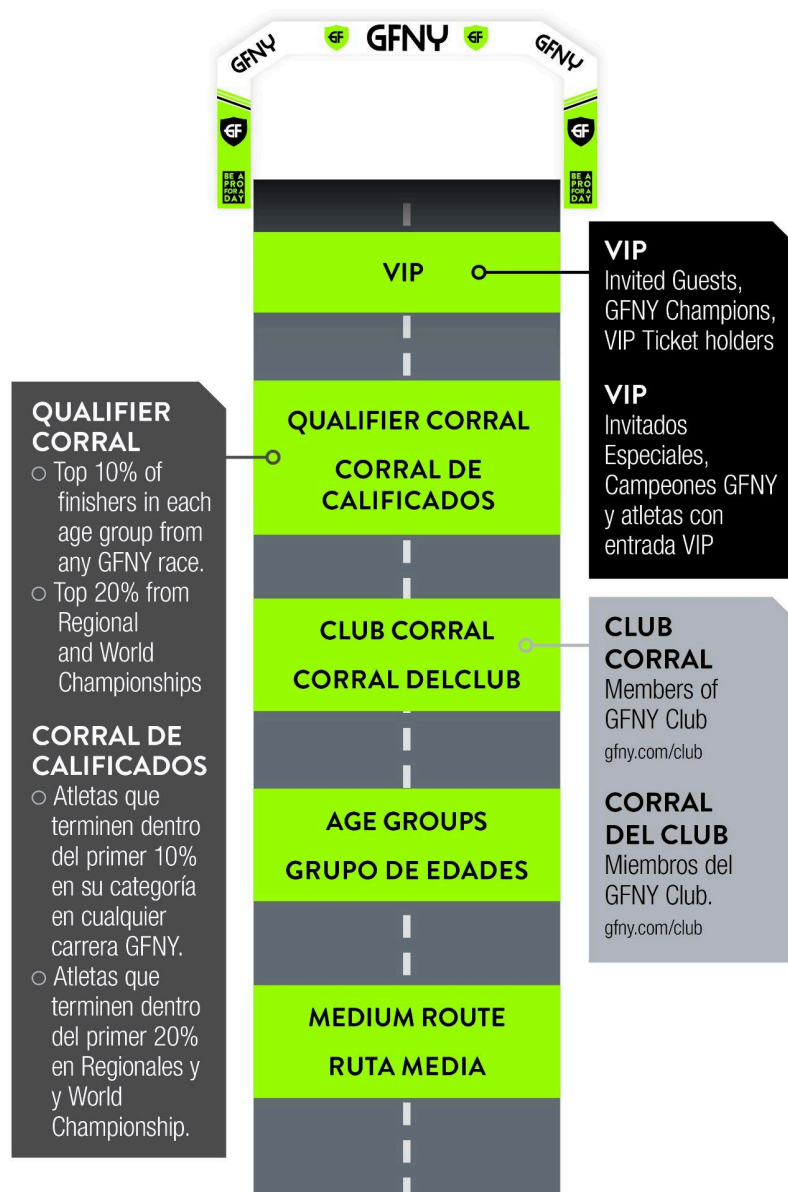 GFNY
GF
GFNY
GF
GFNY
GF
GF
BE A
PRO
FOR A
DAY
BE A
PRO
FOR A
DAY
VIP
VIP
Invited Guests,
GFNY Champions,
VIP Ticket holders
VIP
Invitados
Especiales,
Campeones GFNY
y atletas con
entrada VIP
QUALIFIER CORRAL
CORRAL DE
CALIFICADOS
QUALIFIER
CORRAL
Top 10% of
finishers in each
age group from
any GFNY race.
Top 20% from
Regional
and World
Championships
CORRAL DE
CALIFICADOS
Atletas que
terminen dentro
del primer 10%
en su categoría
en cualquier
carrera GFNY.
Atletas que
terminen dentro
del primer 20%
en Regionales y
y World
Championship.
CLUB CORRAL
CORRAL DELCLUB
CLUB
CORRAL
Members of
GFNY Club
gfny.com/club
CORRAL
DEL CLUB
Miembros del
GFNY Club.
gfny.com/club
AGE GROUPS
GRUPO DE EDADES
MEDIUM ROUTE
RUTA MEDIA